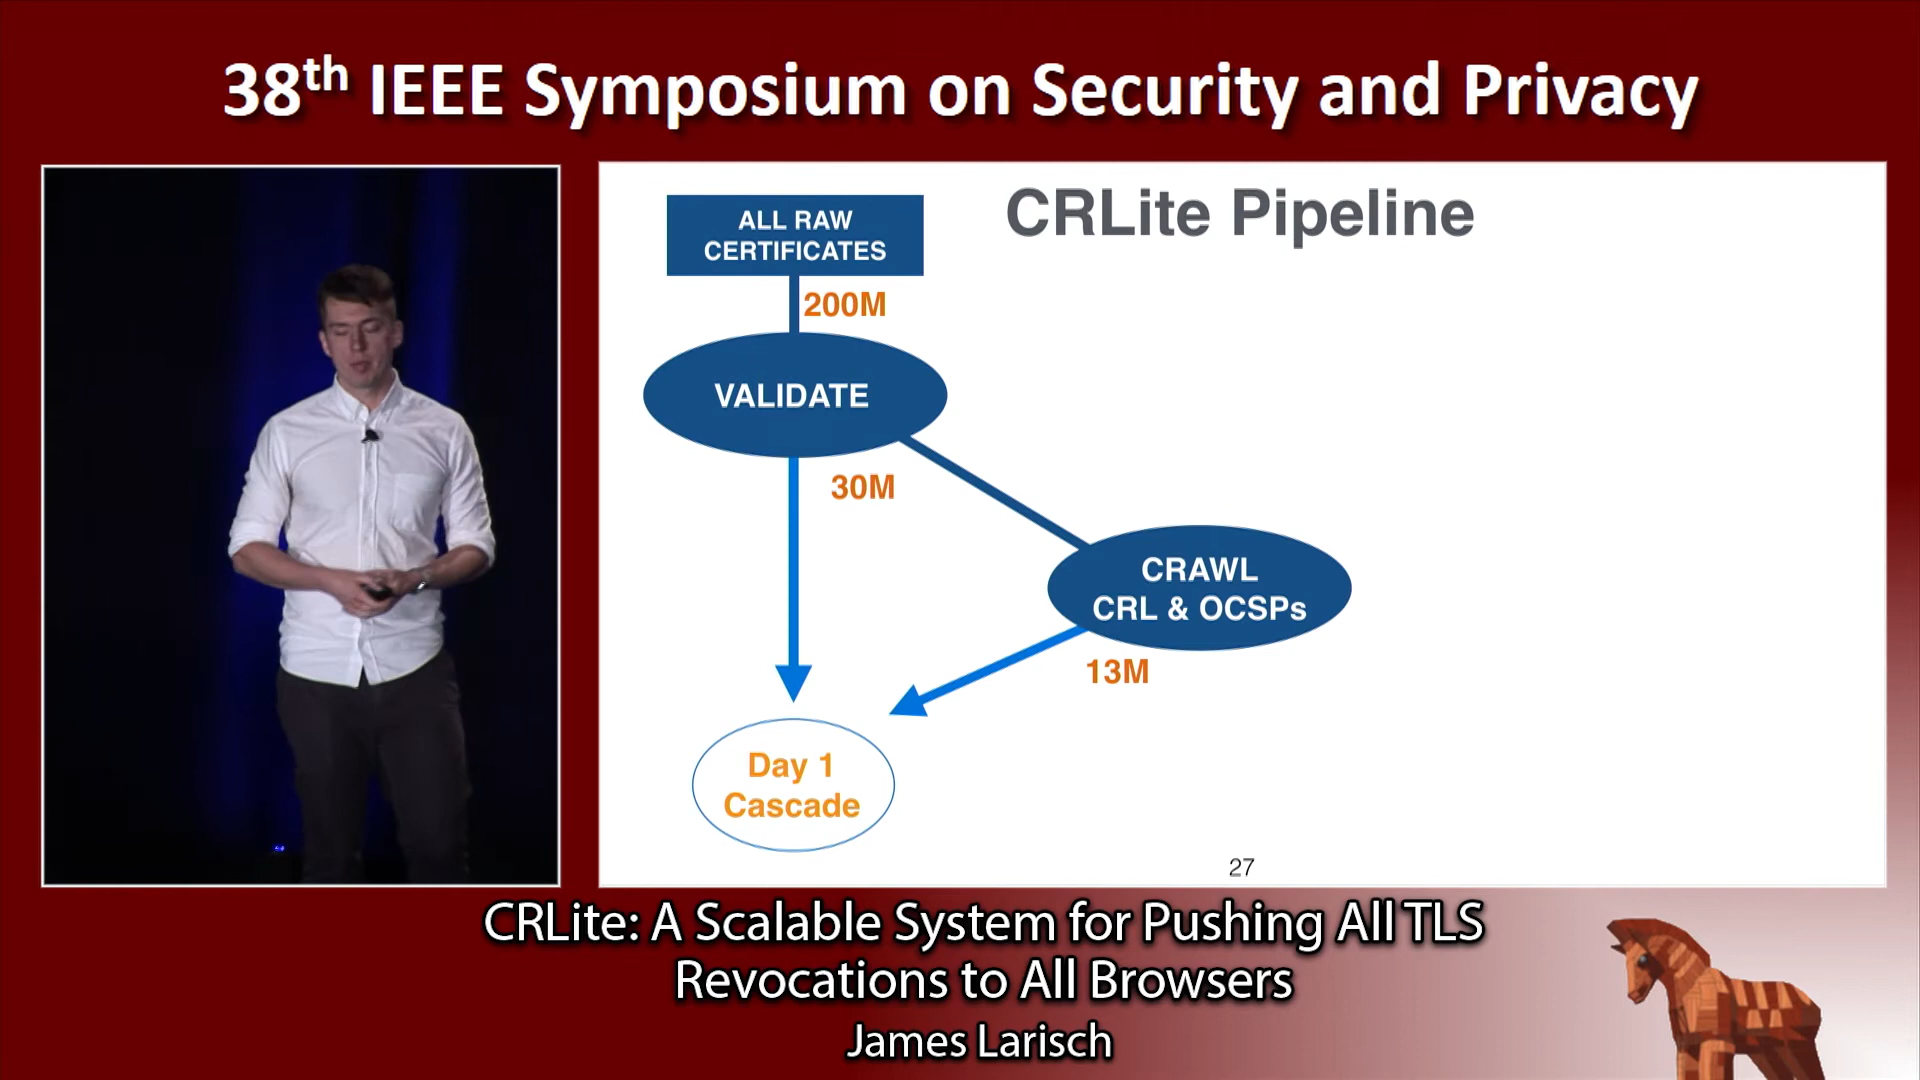 38th IEEE Symposium on Security and Privacy
CRLite Pipeline
ALL RAW
CERTIFICATES
200M
VALIDATE
30M
CRAWL
CRL & OCSPs
13M
Day 1
Cascade
27
CRLite: A Scalable System for Pushing All TLS
Revocations to All Browsers
James Larisch